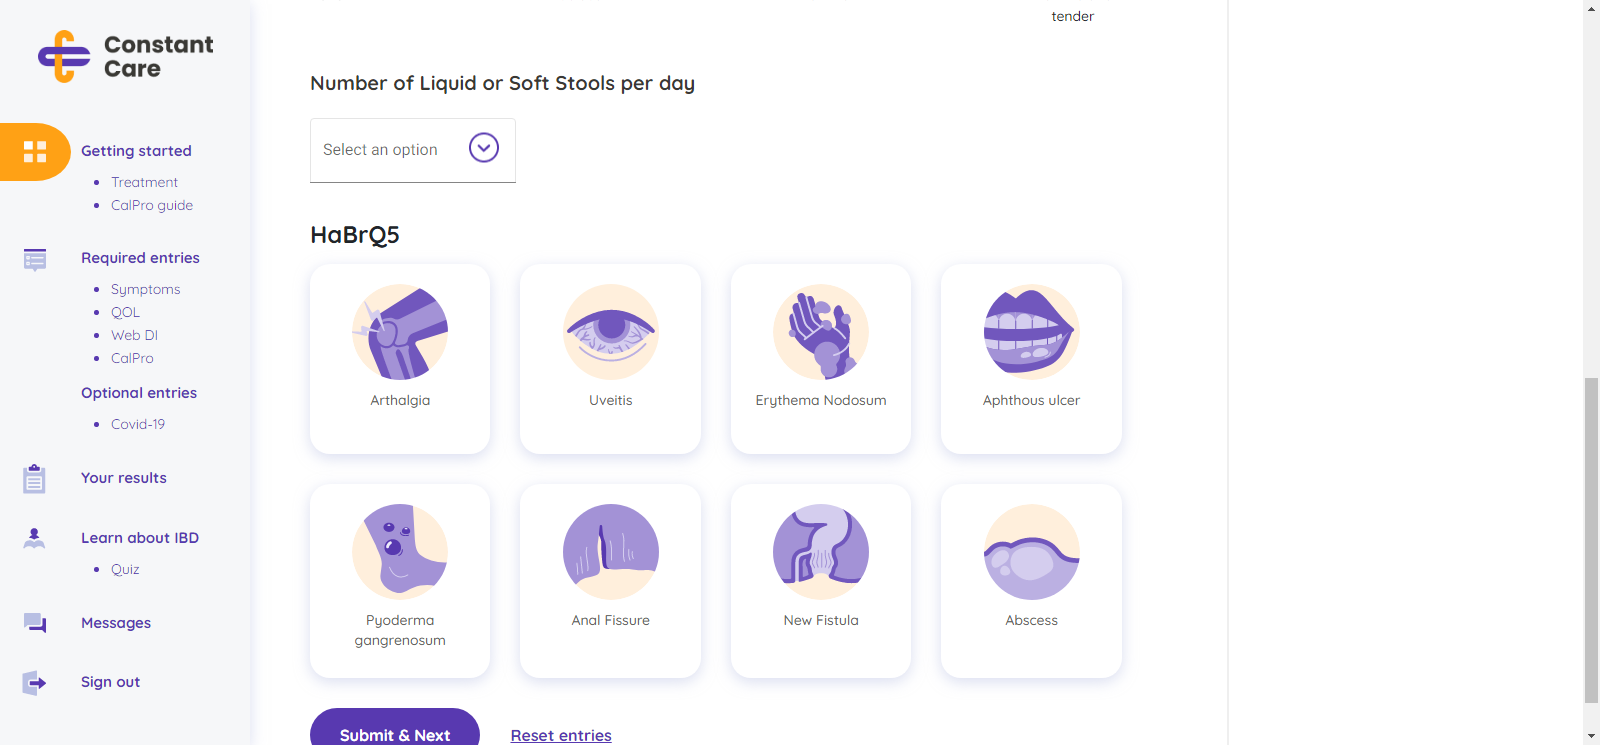 Constant
Care
Getting started
Treatment
CalPro guide
Required entries
Symptoms
QOL
Web DI
CalPro
Optional entries
Covid-19
Your results
Learn about IBD
Quiz
Messages
Sign out
tender
Number of Liquid or Soft Stools per day
Select an option
HaBrQ5
Arthalgia
Uveitis
Erythema Nodosum
Aphthous ulcer
Pyoderma
gangrenosum
Anal Fissure
New Fistula
Abscess
Submit & Next
Reset entries